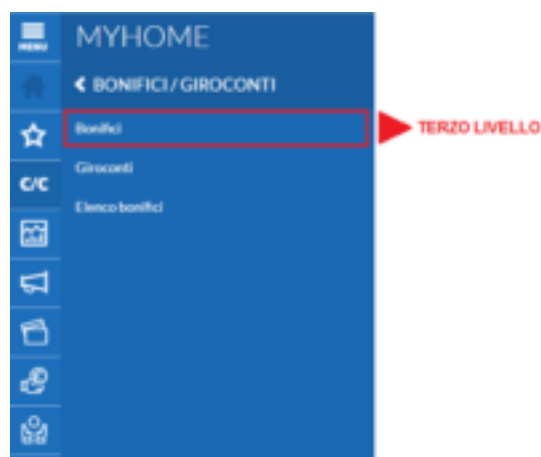 MENU
MYHOME
BONIFICI / GIROCONTI
Bonifici
TERZO LIVELLO
Giroconti
C/C
Elenco bonifici